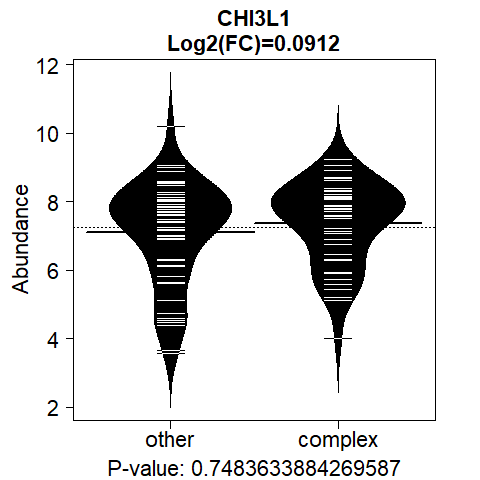 CHI3L1
Log2(FC)=0.0912
Abundance
12
10
8
6
4
2
other complex
P-value: 0.7483633884269587